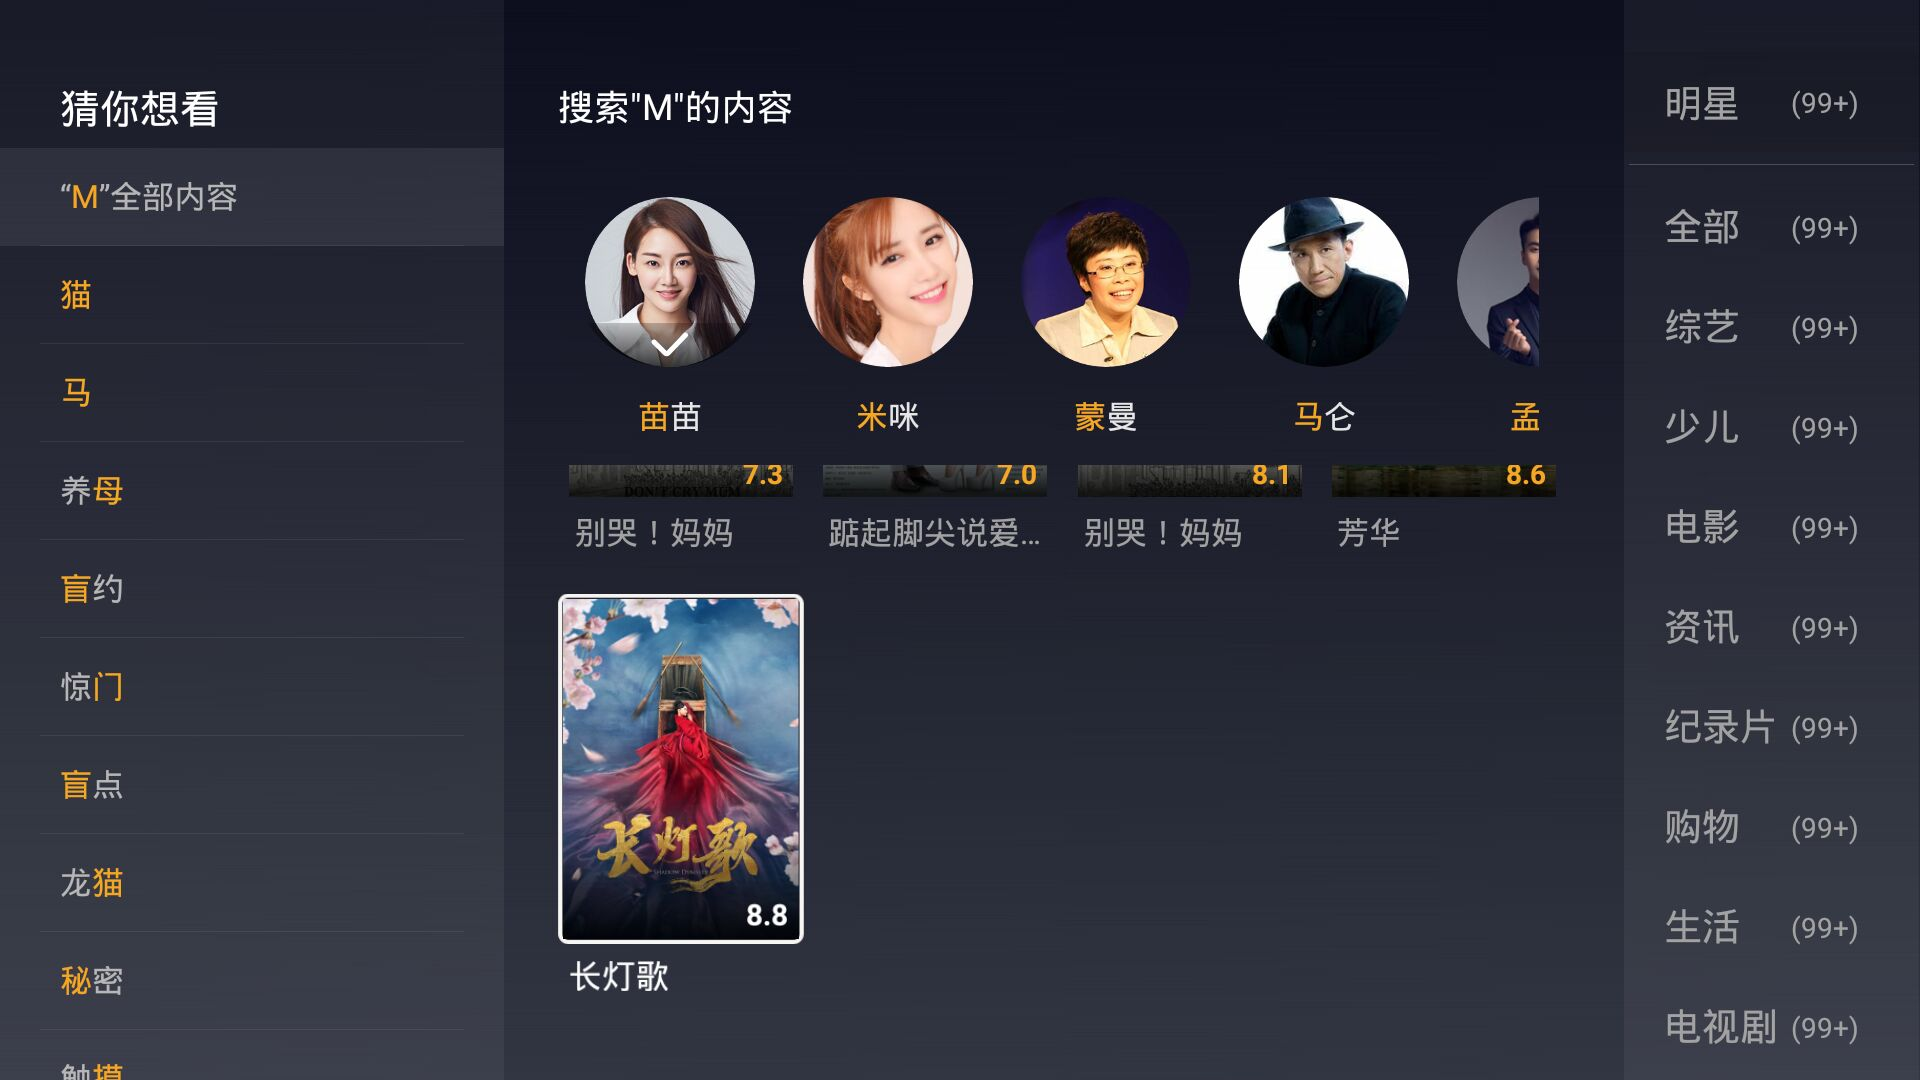 猜你想看
“M”全部内容
猫
马
养母
盲约
惊门
盲点
龙猫
秘密
触摸
搜索"M"的内容
苗苗
米咪
蒙曼
马仑
孟
7.3
7.0
8.1
8.6
DON'T CRY MUM
别哭！妈妈
踮起脚尖说爱...
别哭！妈妈
芳华
长灯歌
SHADOW DYNASTY
8.8
长灯歌
明星 (99+)
全部 (99+)
综艺 (99+)
少儿 (99+)
电影 (99+)
资讯 (99+)
纪录片 (99+)
购物 (99+)
生活 (99+)
电视剧 (99+)